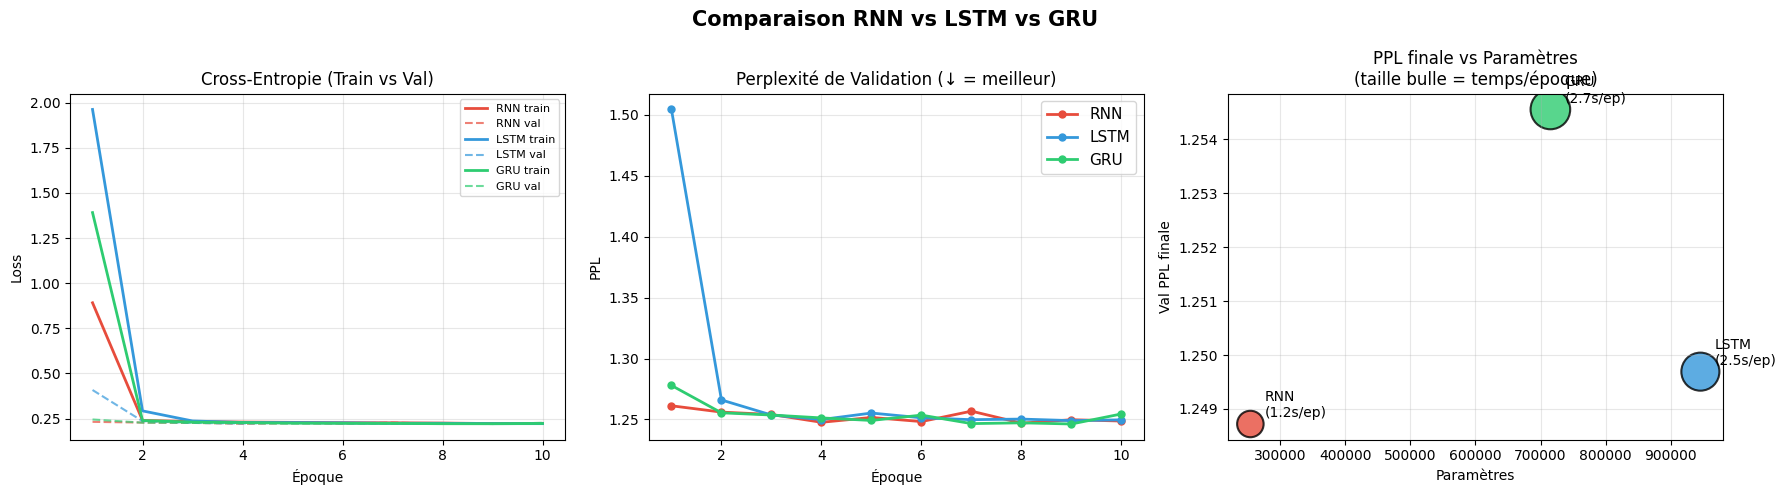 Comparaison RNN vs LSTM vs GRU
Cross-Entropie (Train vs Val)
Loss
2.00
1.75
1.50
1.25
1.00
0.75
0.50
0.25
2
4
6
8
10
Époque
RNN train
RNN val
LSTM train
LSTM val
GRU train
GRU val
Perplexité de Validation (↓ = meilleur)
PPL
1.50
1.45
1.40
1.35
1.30
1.25
2
4
6
8
10
Époque
RNN
LSTM
GRU
PPL finale vs Paramètres
(taille bulle = temps/époque)
Val PPL finale
1.254
1.253
1.252
1.251
1.250
1.249
300000
400000
500000
600000
700000
800000
900000
Paramètres
GRU
(2.7s/ep)
LSTM
(2.5s/ep)
RNN
(1.2s/ep)